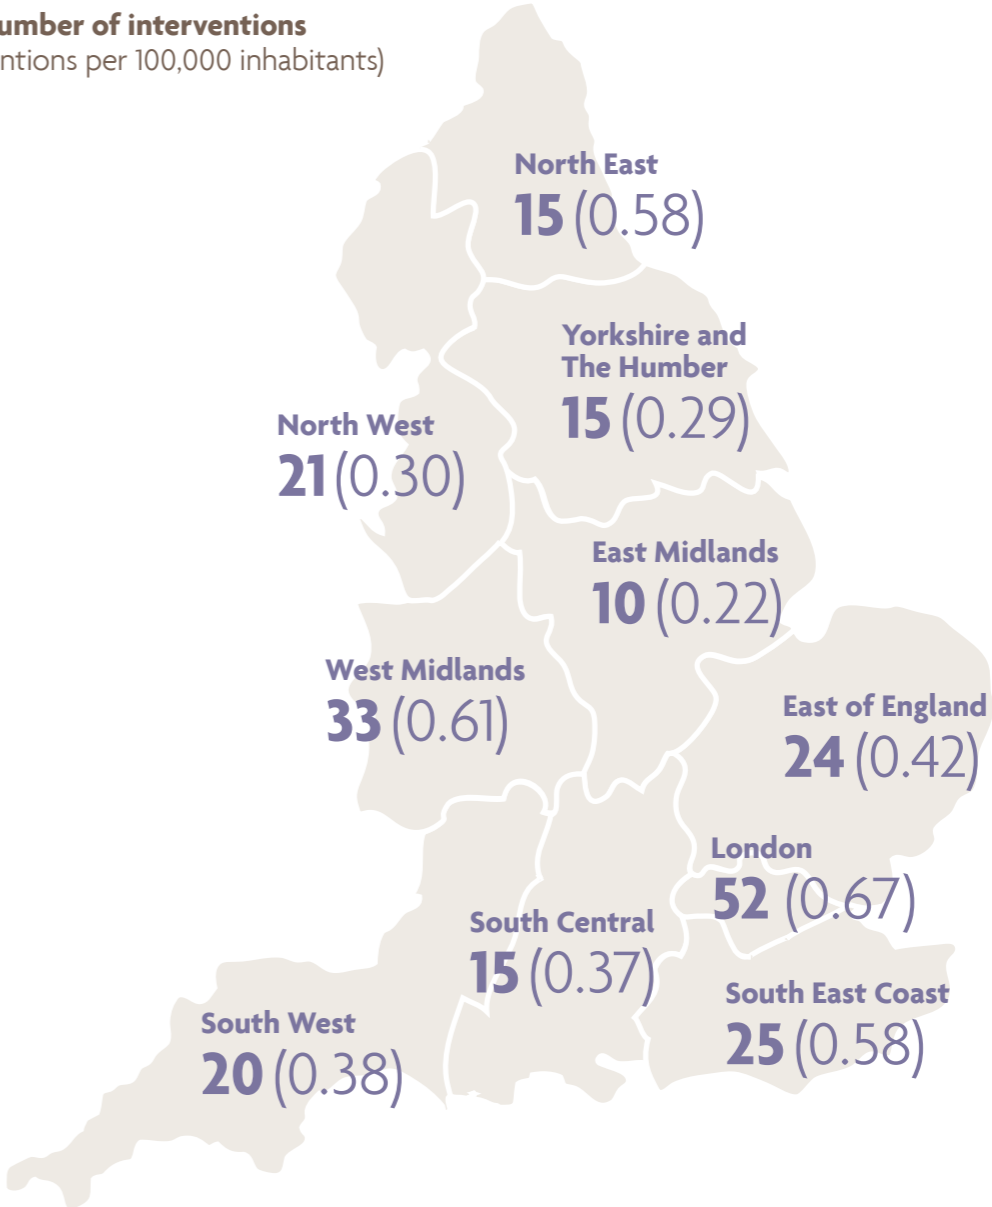 umber of interventions
ntions per 100,000 inhabitants)
North East
15 (0.58)
Yorkshire and
The Humber
15 (0.29)
North West
21 (0.30)
East Midlands
10 (0.22)
West Midlands
33 (0.61)
East of England
24 (0.42)
London
52 (0.67)
South Central
15 (0.37)
South East Coast
25 (0.58)
South West
20 (0.38)